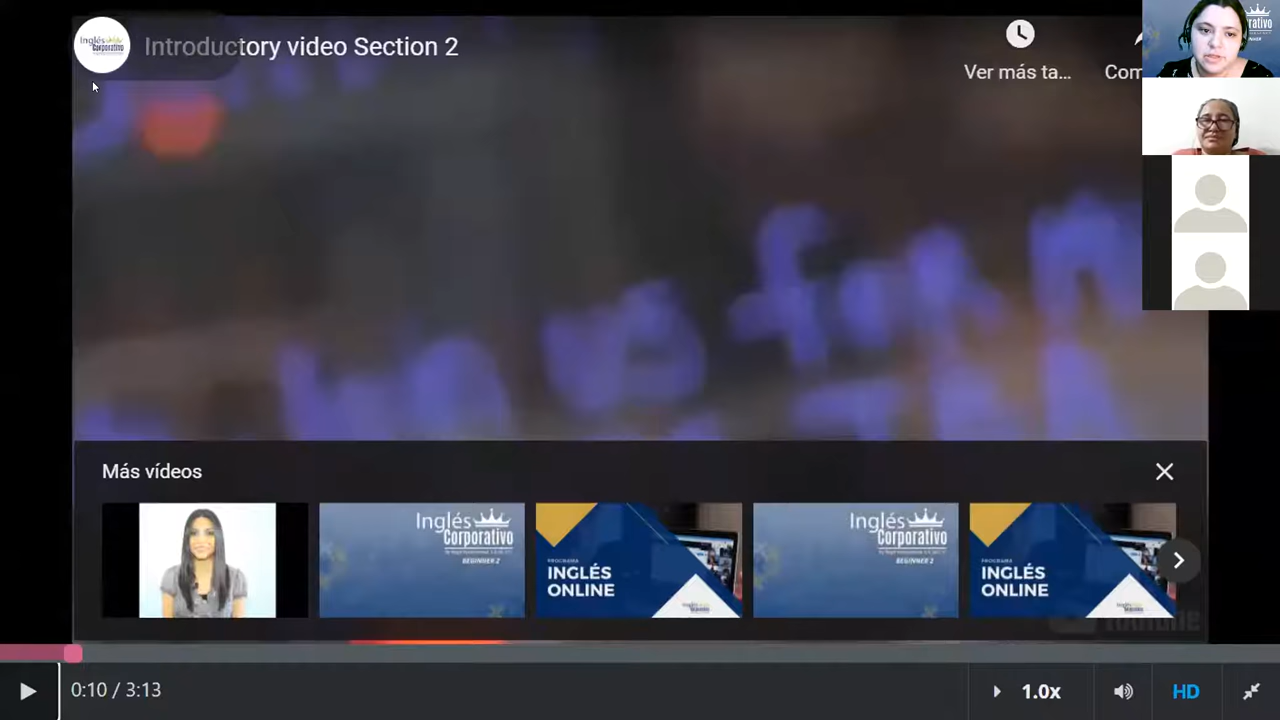 Inglés
Corporativo
Introductory video Section 2
Ver más ta...
Com
Más vídeos
Inglés
Corporativo
BEGINNER 2
PROGRAMA
INGLÉS
ONLINE
Inglés
Corporativo
BEGINNER 2
PROGRAMA
INGLÉS
ONLINE
0:10 / 3:13
1.0x
HD